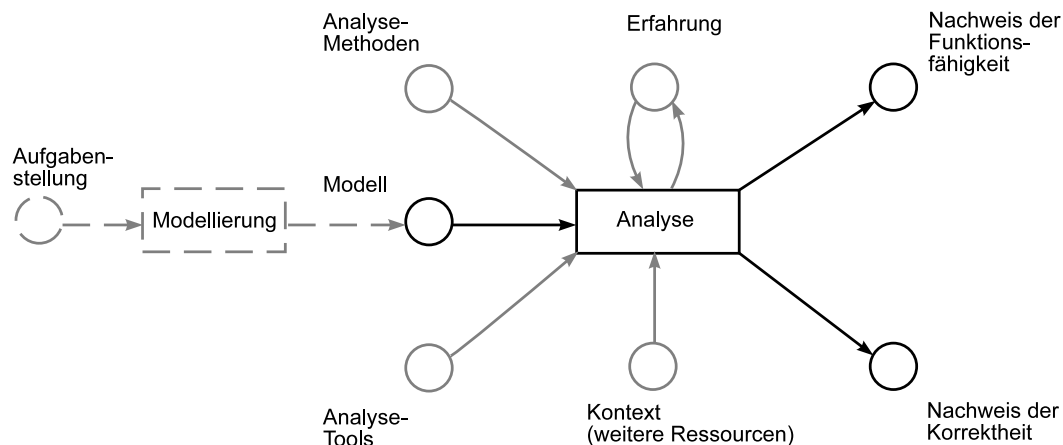 Analyse-
Methoden
Erfahrung
Nachweis der
Funktions-
fähigkeit
Aufgaben-
stellung
Modellierung
Modell
Analyse
Analyse-
Tools
Kontext
(weitere Ressourcen)
Nachweis der
Korrektheit